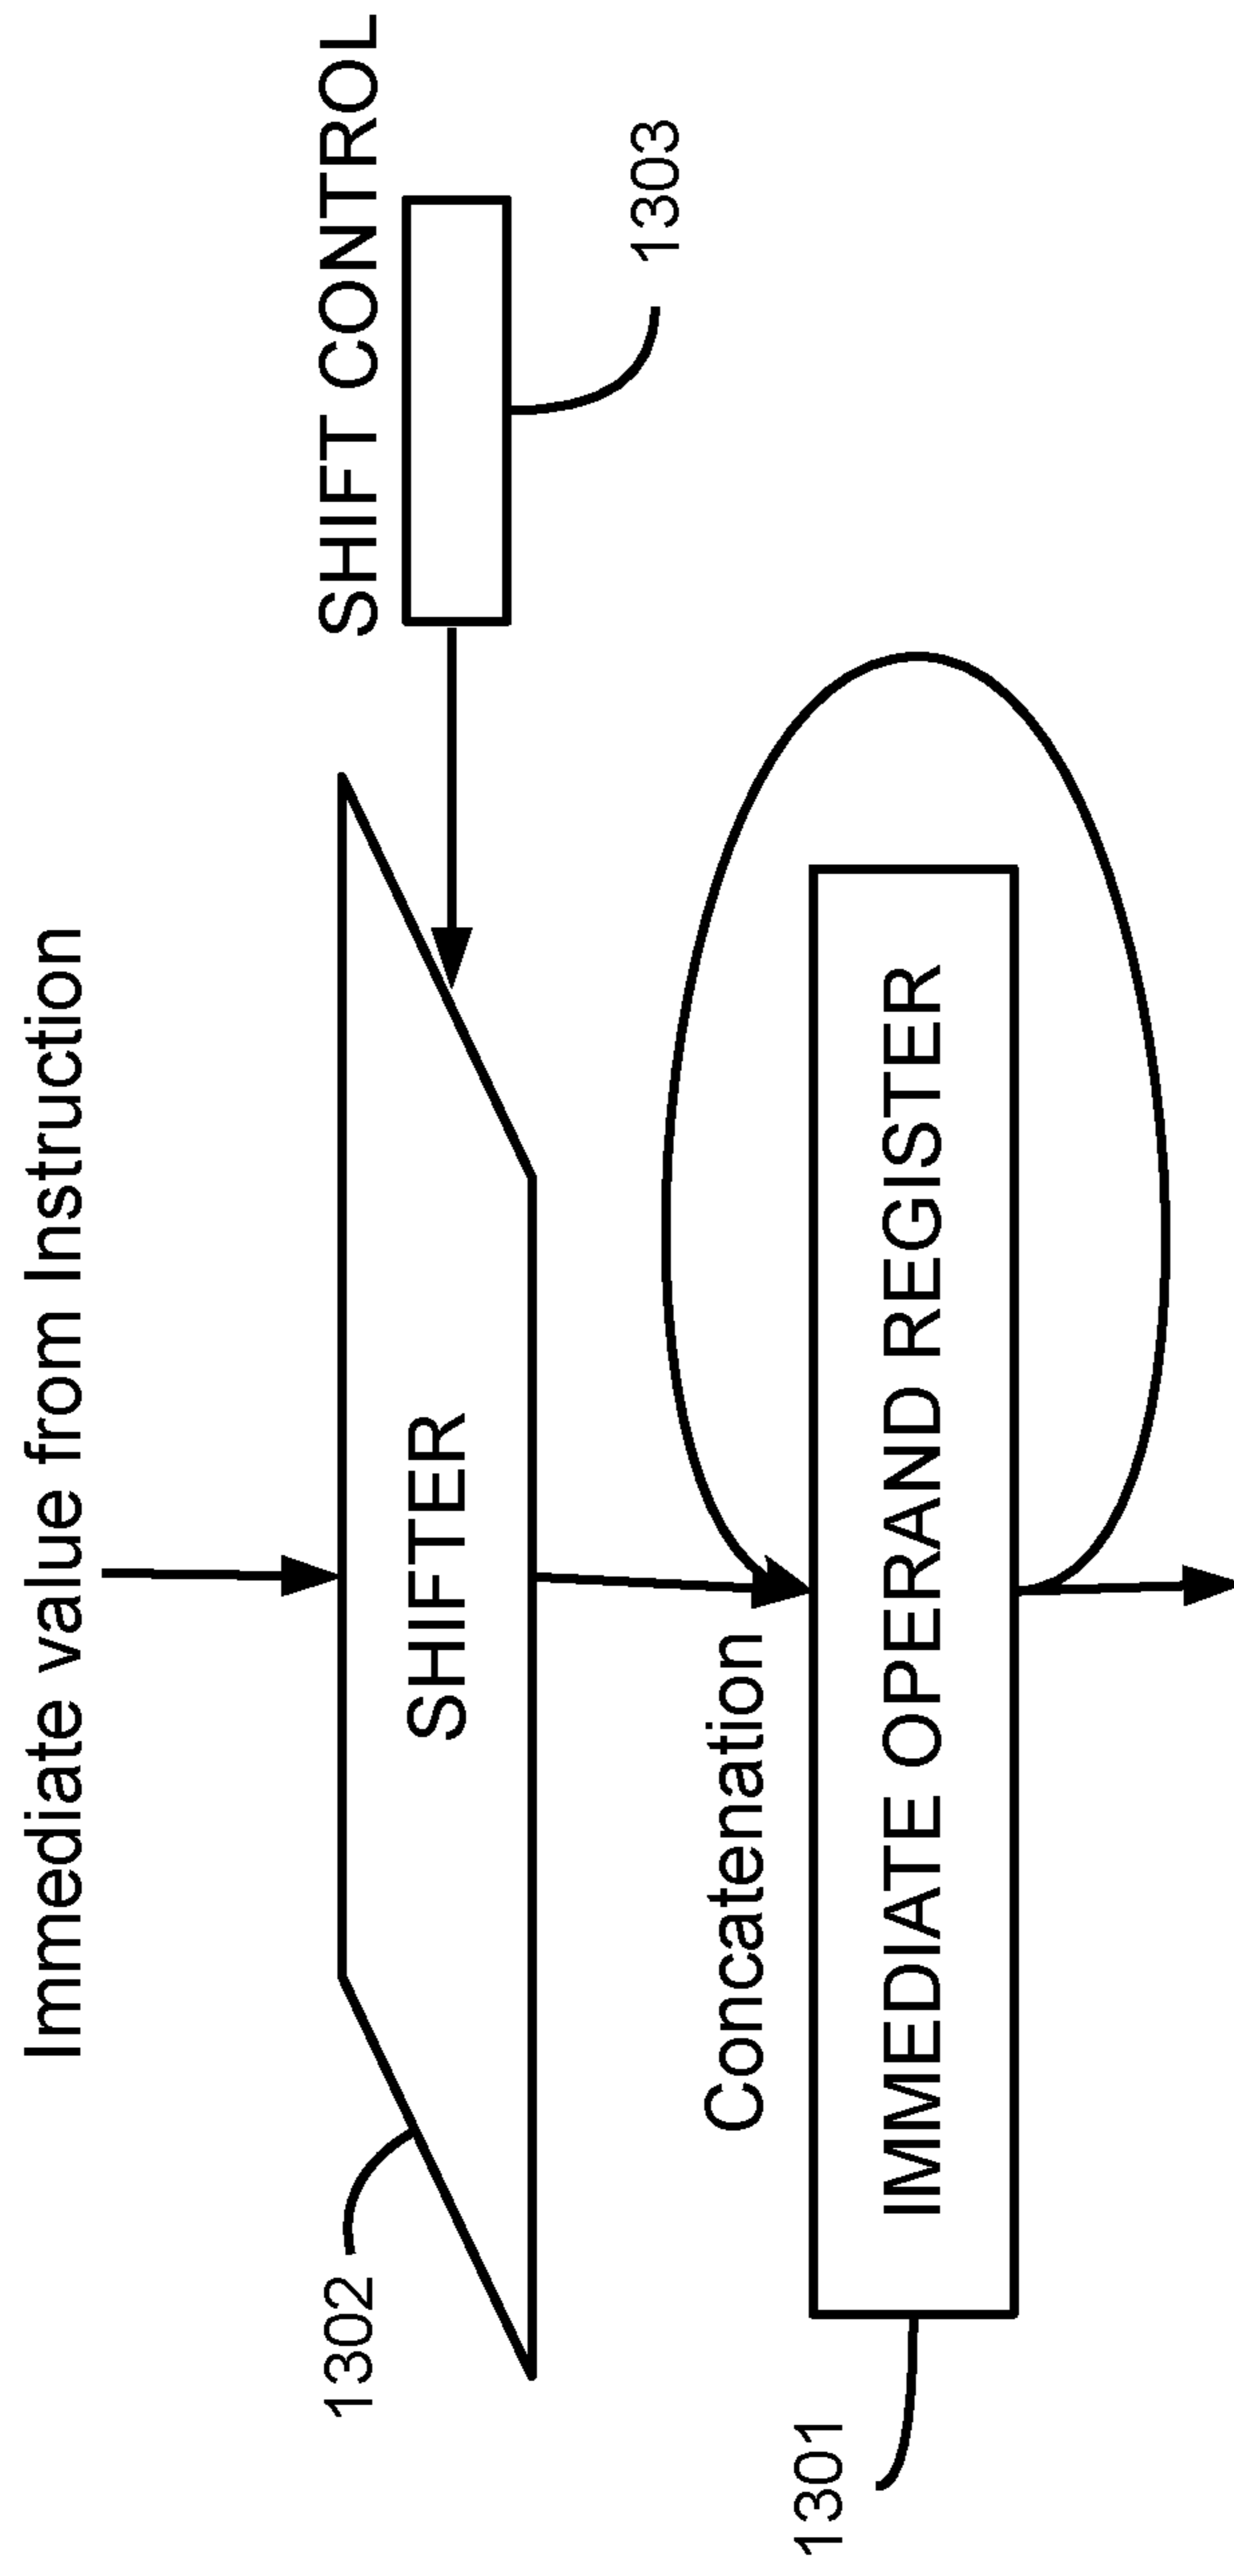 Immediate value from Instruction
SHIFT CONTROL
1302
SHIFTER
1303
Concatenation
1301
IMMEDIATE OPERAND REGISTER